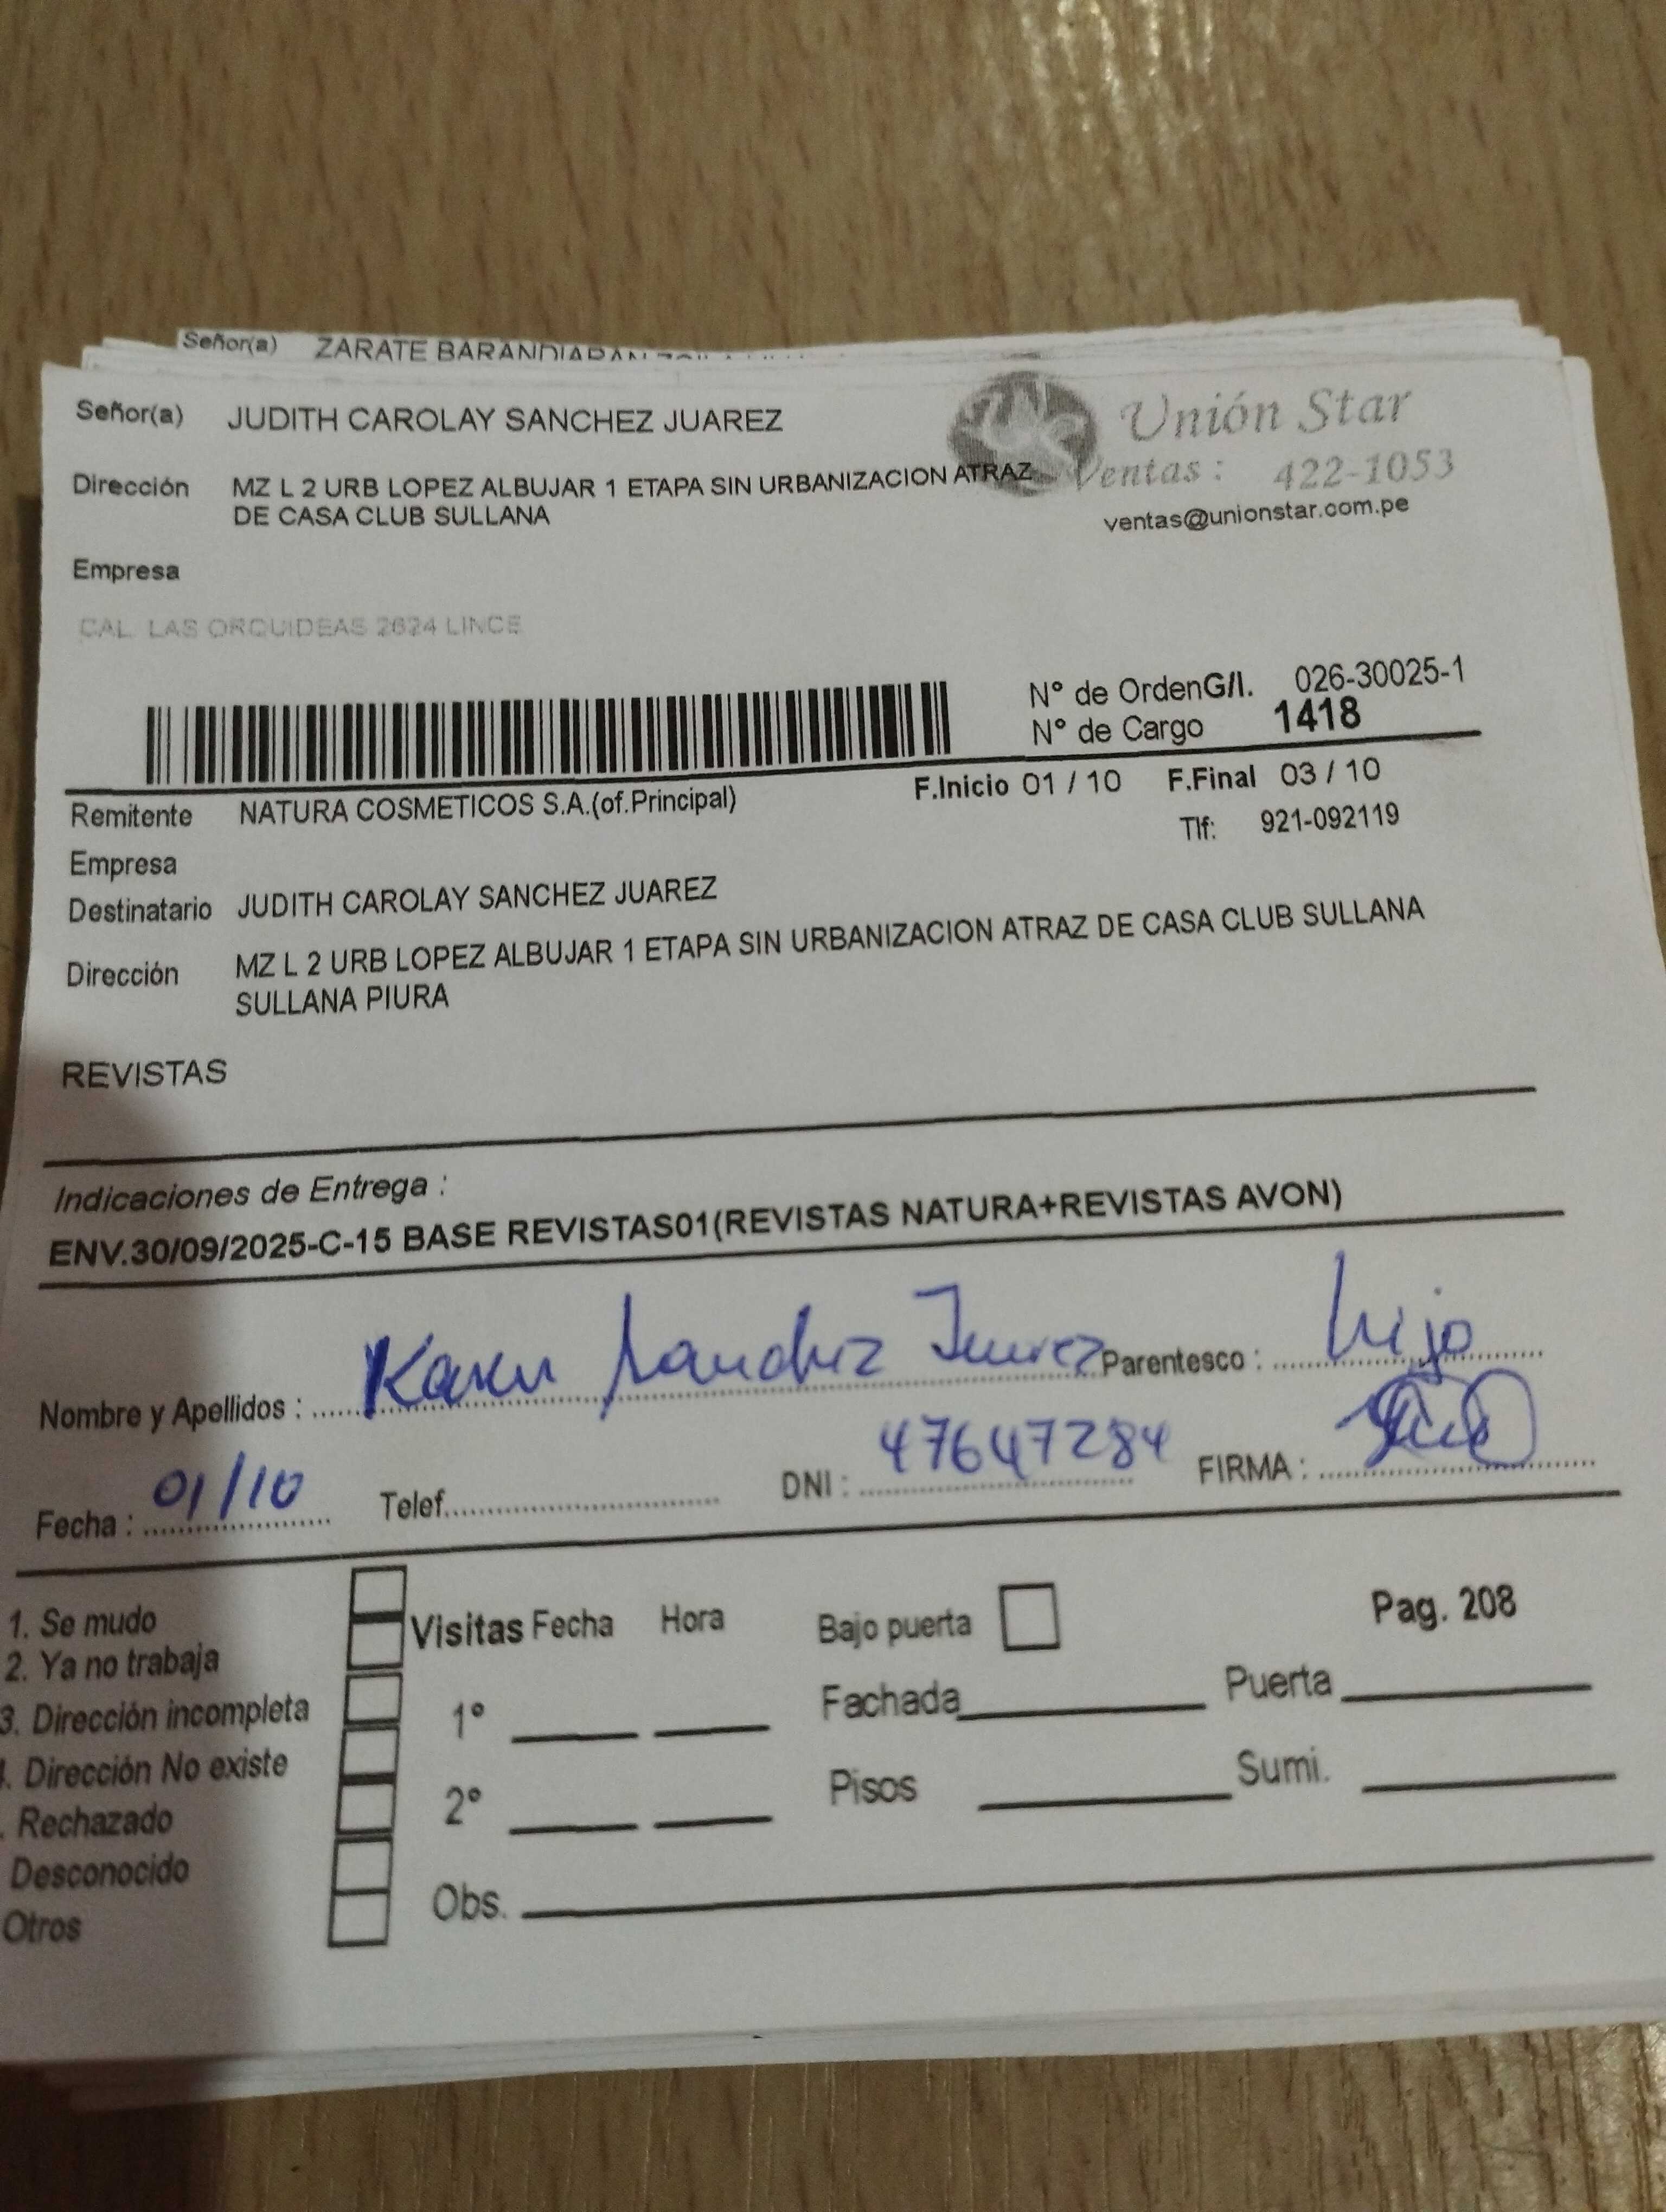 Señor(a) ZARATE
Señor(a) JUDITH CAROLAY SANCHEZ JUAREZ
Unión Star
Ventas : 422-1053
ventas@unionstar.com.pe
Dirección MZ L 2 URB LOPEZ ALBUJAR 1 ETAPA SIN URBANIZACION ATRAZ
DE CASA CLUB SULLANA
Empresa
CAL. LAS ORQUIDEAS 2624 LINCE
N° de OrdenG/I. 026-30025-1
N° de Cargo 1418
F.Inicio 01 / 10 F.Final 03 / 10
Remitente NATURA COSMETICOS S.A.(of.Principal)
Tlf: 921-092119
Empresa
Destinatario JUDITH CAROLAY SANCHEZ JUAREZ
Dirección MZ L 2 URB LOPEZ ALBUJAR 1 ETAPA SIN URBANIZACION ATRAZ DE CASA CLUB SULLANA
SULLANA PIURA
REVISTAS
Indicaciones de Entrega :
ENV.30/09/2025-C-15 BASE REVISTAS01(REVISTAS NATURA+REVISTAS AVON)
Nombre y Apellidos : Karen Sanchez Juarez Parentesco : hijo
Fecha : 01/10 Telef. DNI : 47647284 FIRMA :
1. Se mudo
2. Ya no trabaja
3. Dirección incompleta
. Dirección No existe
. Rechazado
Desconocido
Otros
Visitas Fecha Hora
1°
2°
Obs.
Bajo puerta
Pag. 208
Fachada Puerta
Pisos Sumi.